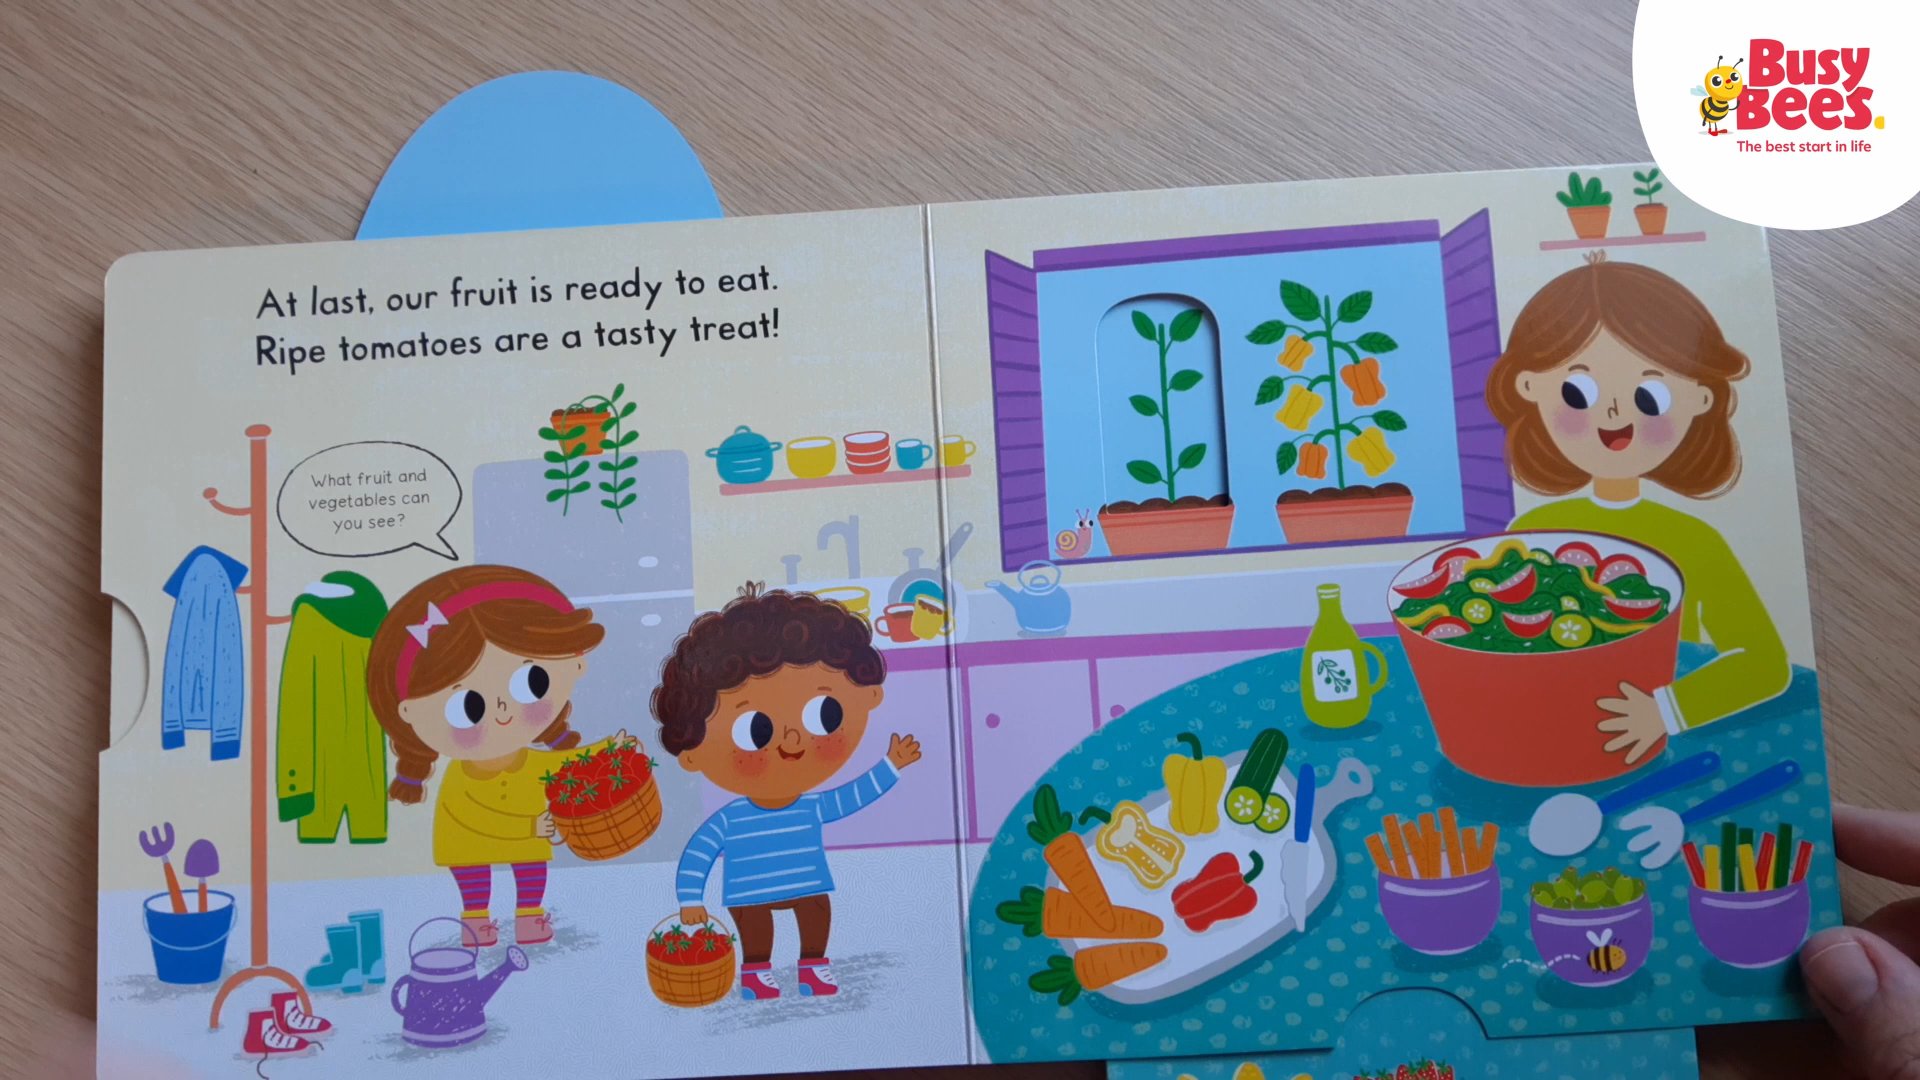 At last, our fruit is ready to eat.
Ripe tomatoes are a tasty treat!
What fruit and
vegetables can
you see?
Busy
Bees
The best start in life